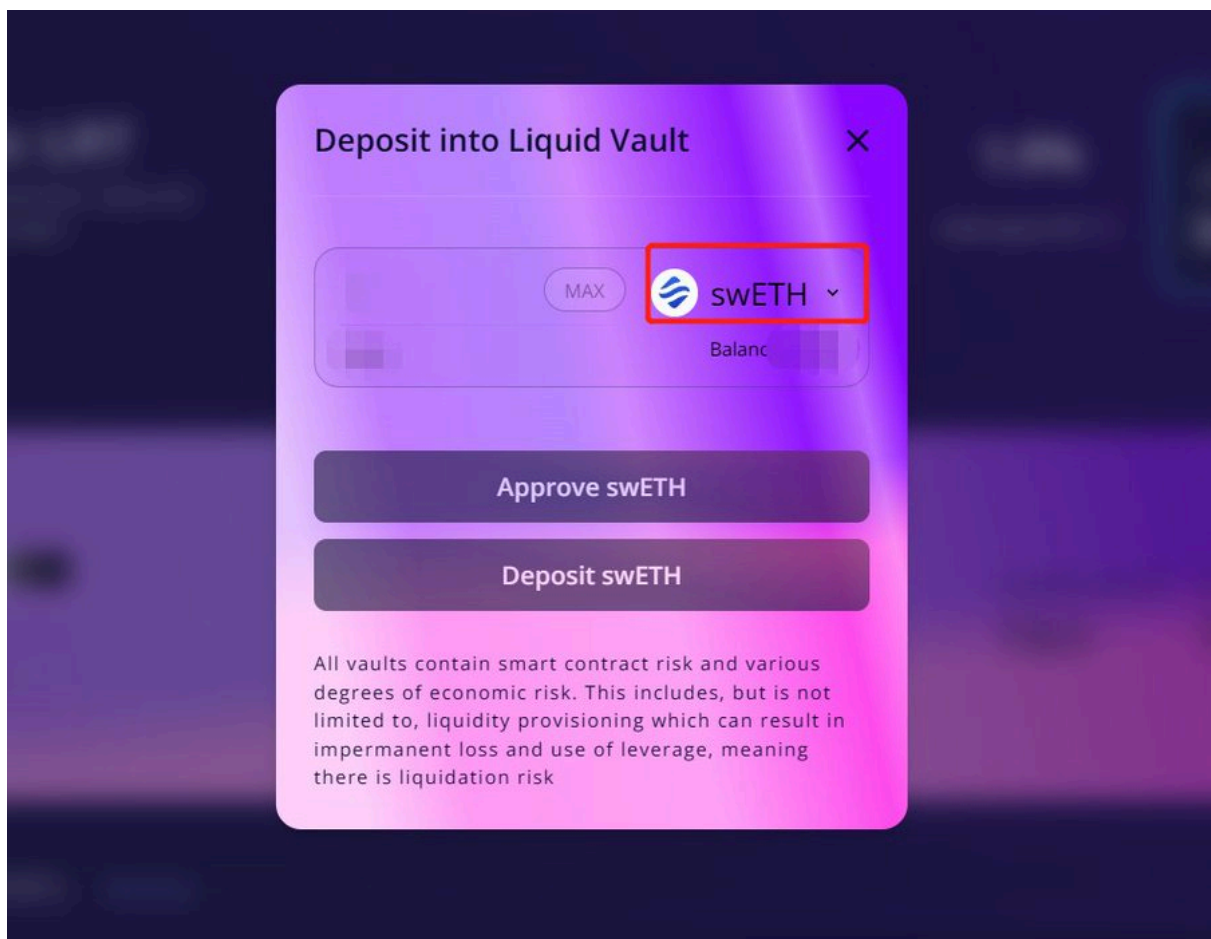 Deposit into Liquid Vault
MAX
swETH
Approve swETH
Deposit swETH
All vaults contain smart contract risk and various
degrees of economic risk. This includes, but is not
limited to, liquidity provisioning which can result in
impermanent loss and use of leverage, meaning
there is liquidation risk